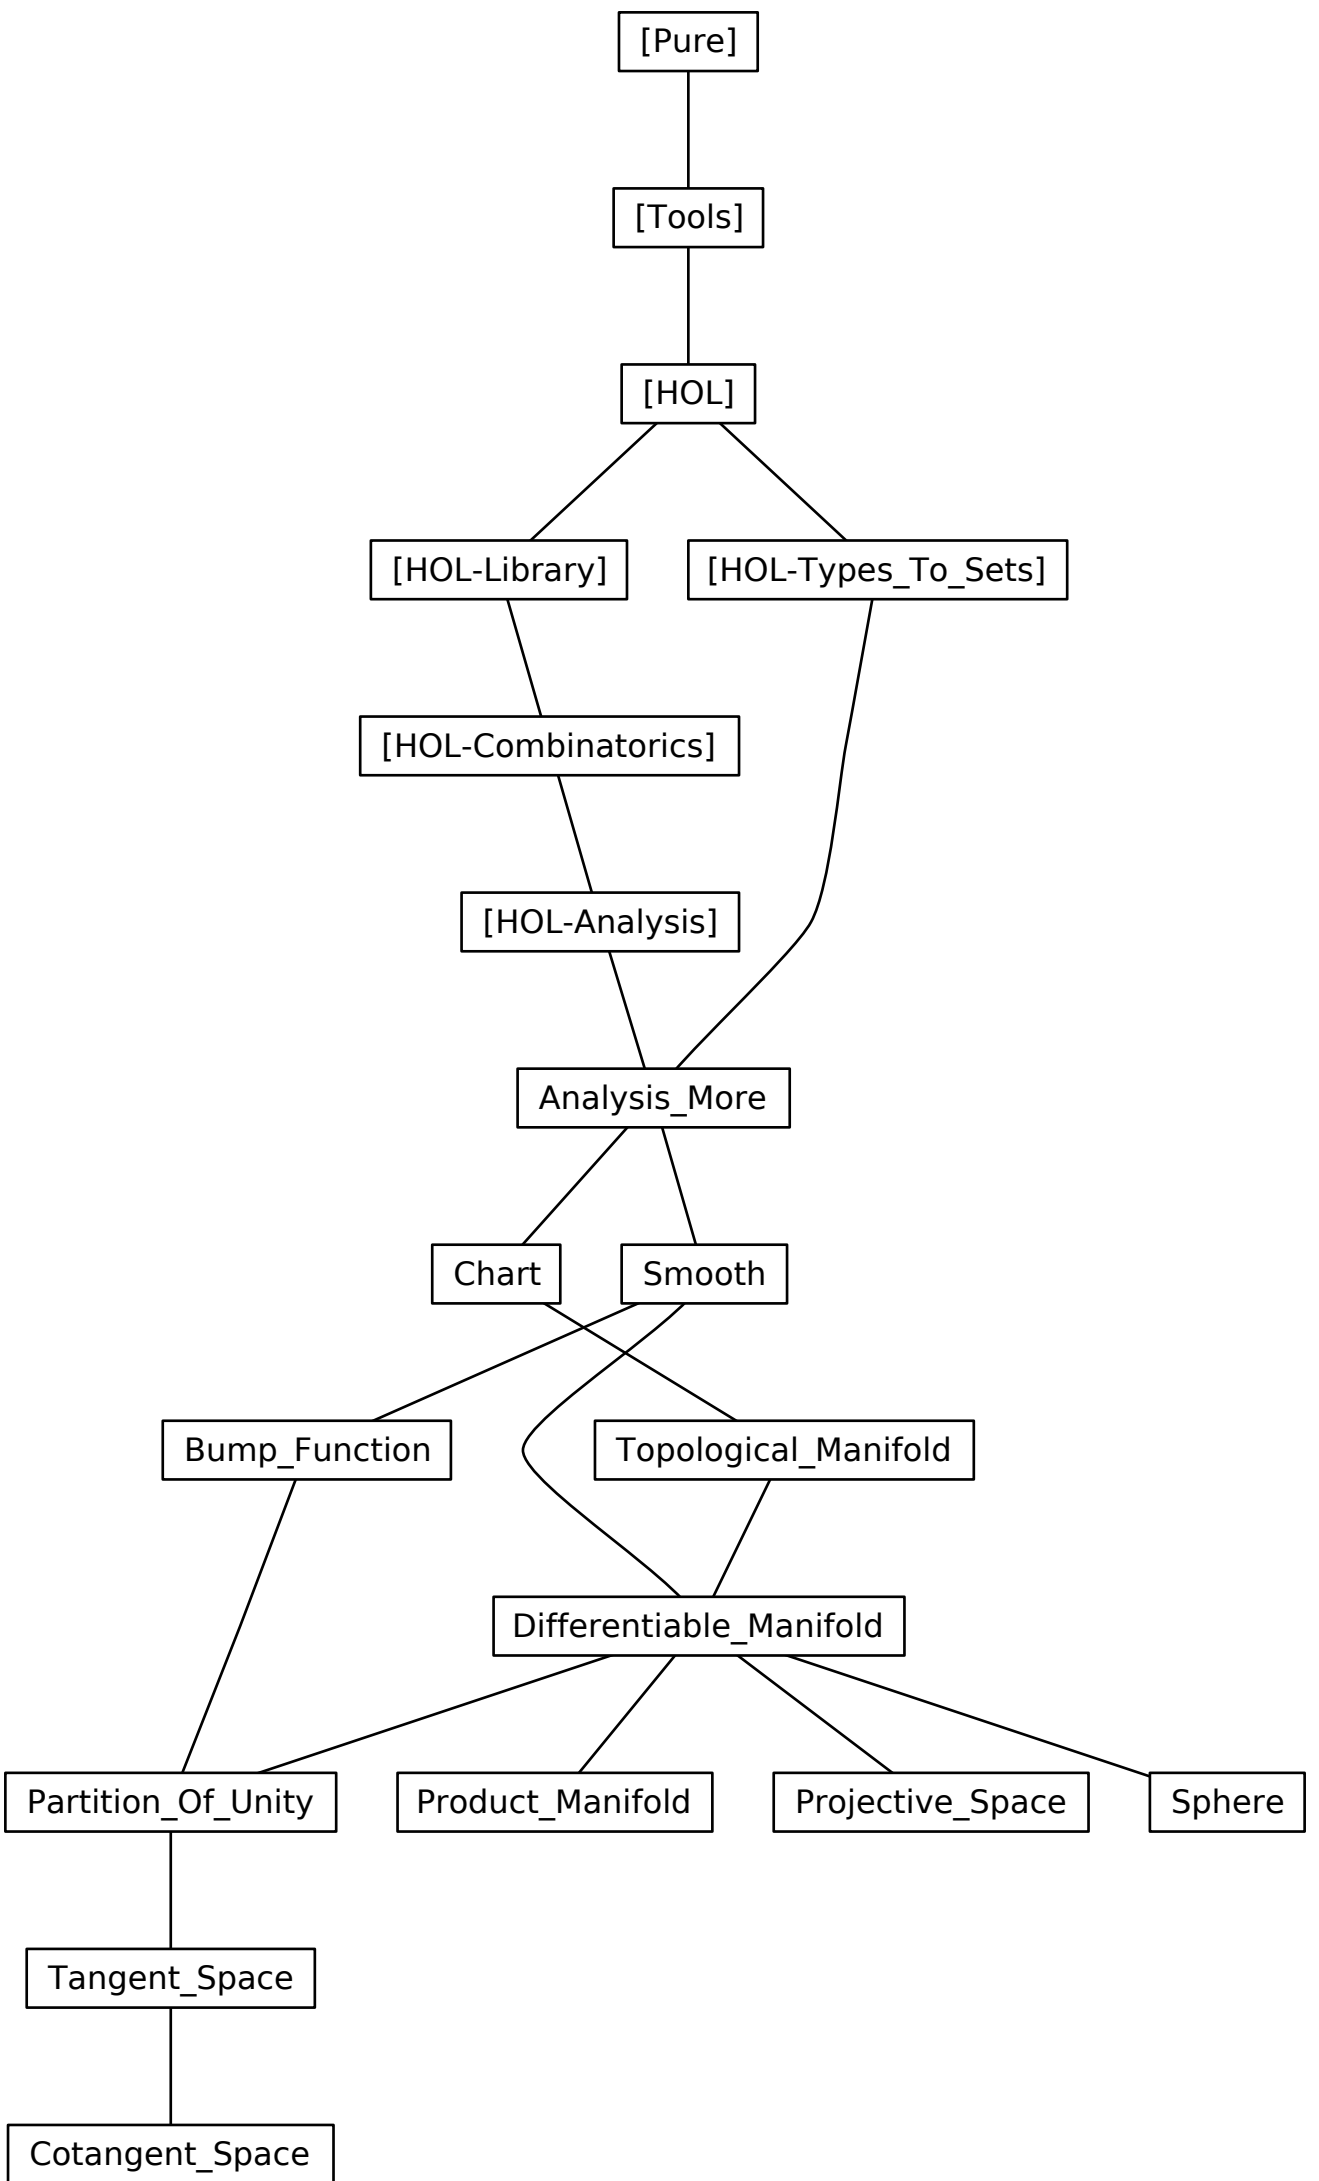 [Pure]
[Tools]
[HOL]
[HOL-Library]
[HOL-Types_To_Sets]
[HOL-Combinatorics]
[HOL-Analysis]
Analysis_More
Chart
Smooth
Bump_Function
Topological_Manifold
Differentiable_Manifold
Partition_Of_Unity
Product_Manifold
Projective_Space
Sphere
Tangent_Space
Cotangent_Space